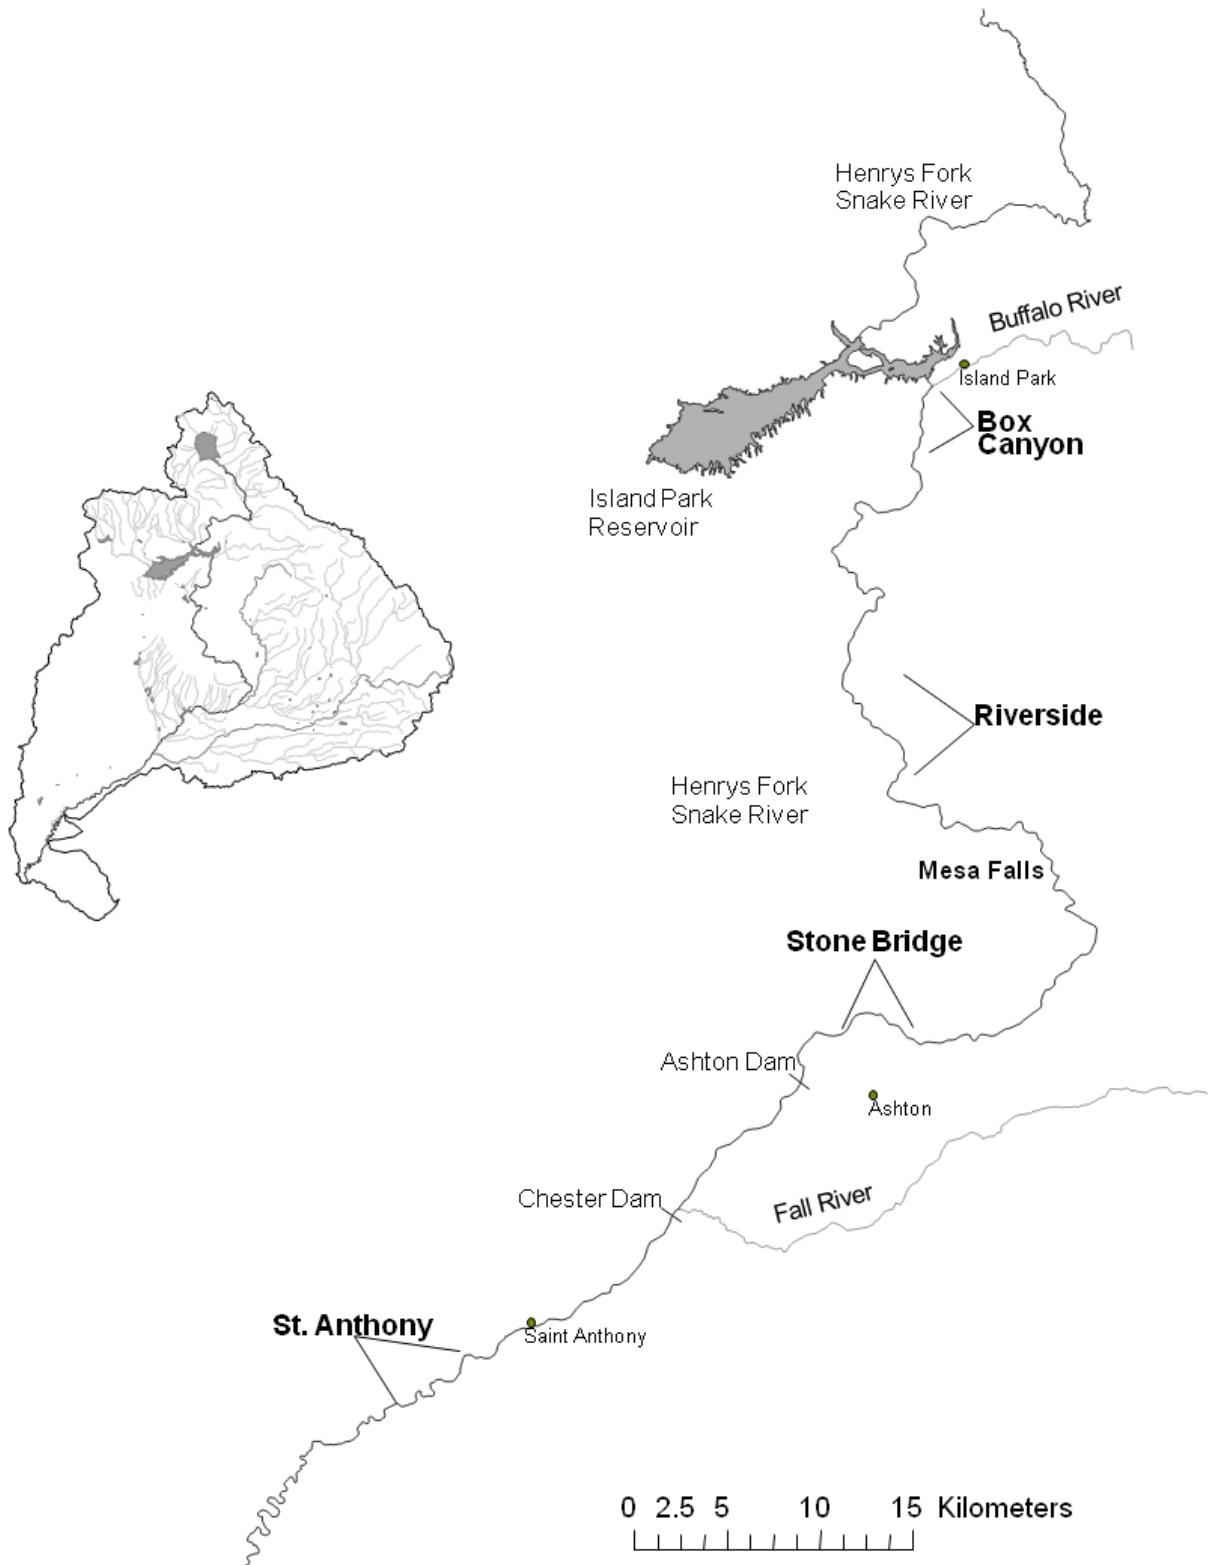 Henrys Fork
Snake River
Buffalo River
Island Park
Box
Canyon
Island Park
Reservoir
Riverside
Henrys Fork
Snake River
Mesa Falls
Stone Bridge
Ashton Dam
Ashton
Chester Dam
Fall River
St. Anthony
Saint Anthony
0 2.5 5 10 15 Kilometers